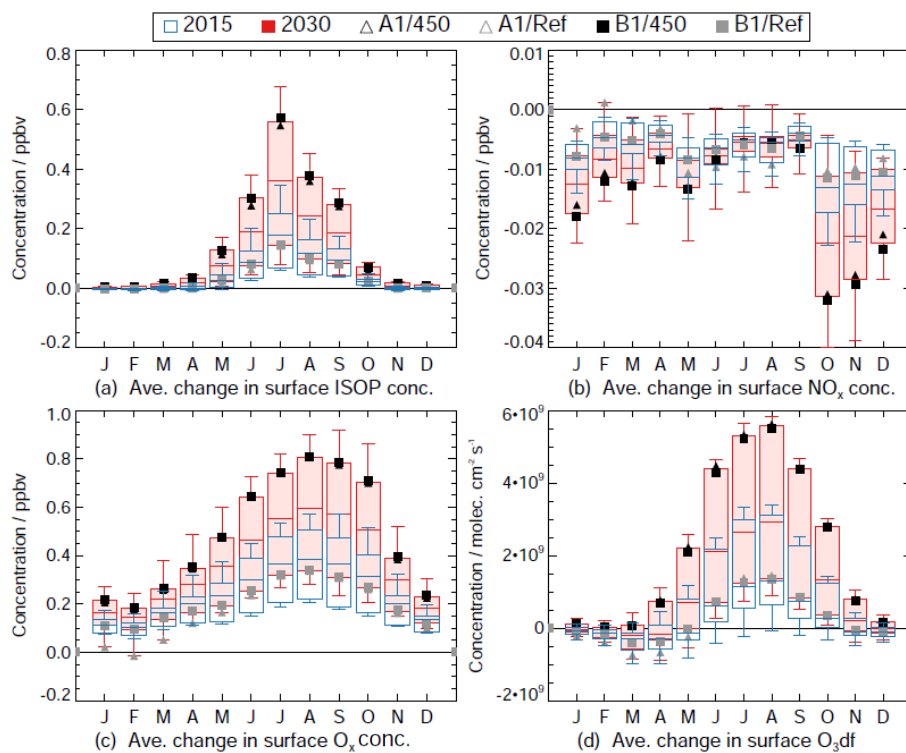 2015 2030 A1/450 A1/Ref B1/450 B1/Ref
Concentration / ppbv
0.8
0.6
0.4
0.2
0.0
-0.2
J F M A M J J A S O N D
(a) Ave. change in surface ISOP conc.
Concentration / ppbv
0.00
-0.01
-0.02
-0.03
-0.04
J F M A M J J A S O N D
(b) Ave. change in surface NOₓ conc.
Concentration / ppbv
1.0
0.8
0.6
0.4
0.2
0.0
-0.2
J F M A M J J A S O N D
(c) Ave. change in surface Oₓ conc.
Concentration / molec. cm⁻² s⁻¹
6•10⁹
4•10⁹
2•10⁹
0
-2•10⁹
J F M A M J J A S O N D
(d) Ave. change in surface O₃df